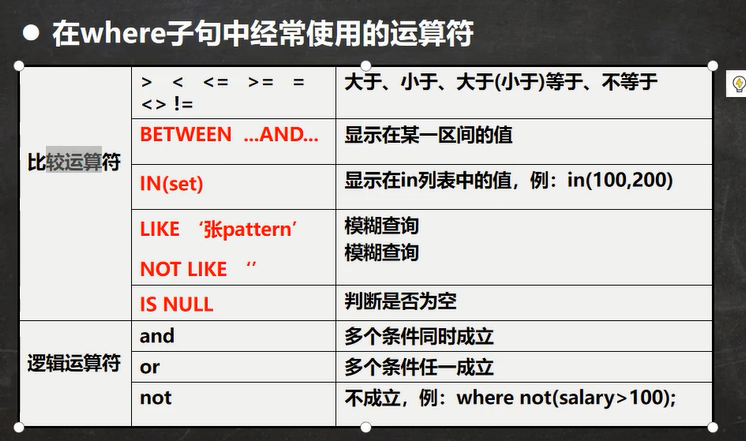 ● 在where子句中经常使用的运算符
比较运算符
> < <= >= =
<> !=
大于、小于、大于(小于)等于、不等于
BETWEEN ...AND...
显示在某一区间的值
IN(set)
显示在in列表中的值，例：in(100,200)
LIKE ‘张pattern’
NOT LIKE ‘’
模糊查询
模糊查询
IS NULL
判断是否为空
逻辑运算符
and
多个条件同时成立
or
多个条件任一成立
not
不成立，例：where not(salary>100);